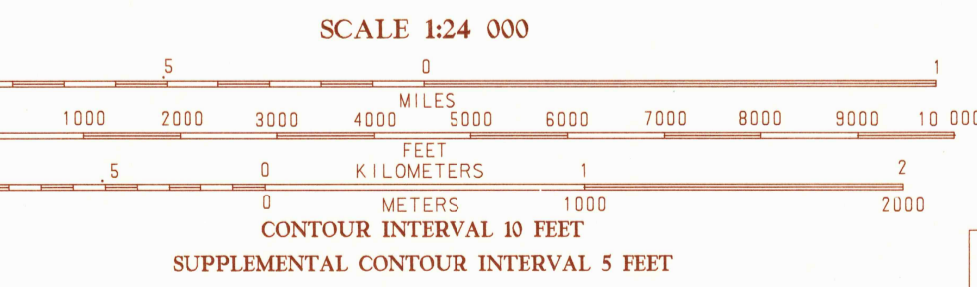 SCALE 1:24 000
.5 0 1
MILES
1000 2000 3000 4000 5000 6000 7000 8000 9000 10 000
FEET
.5 0 KILOMETERS 1 2
0 METERS 1000 2000
CONTOUR INTERVAL 10 FEET
SUPPLEMENTAL CONTOUR INTERVAL 5 FEET